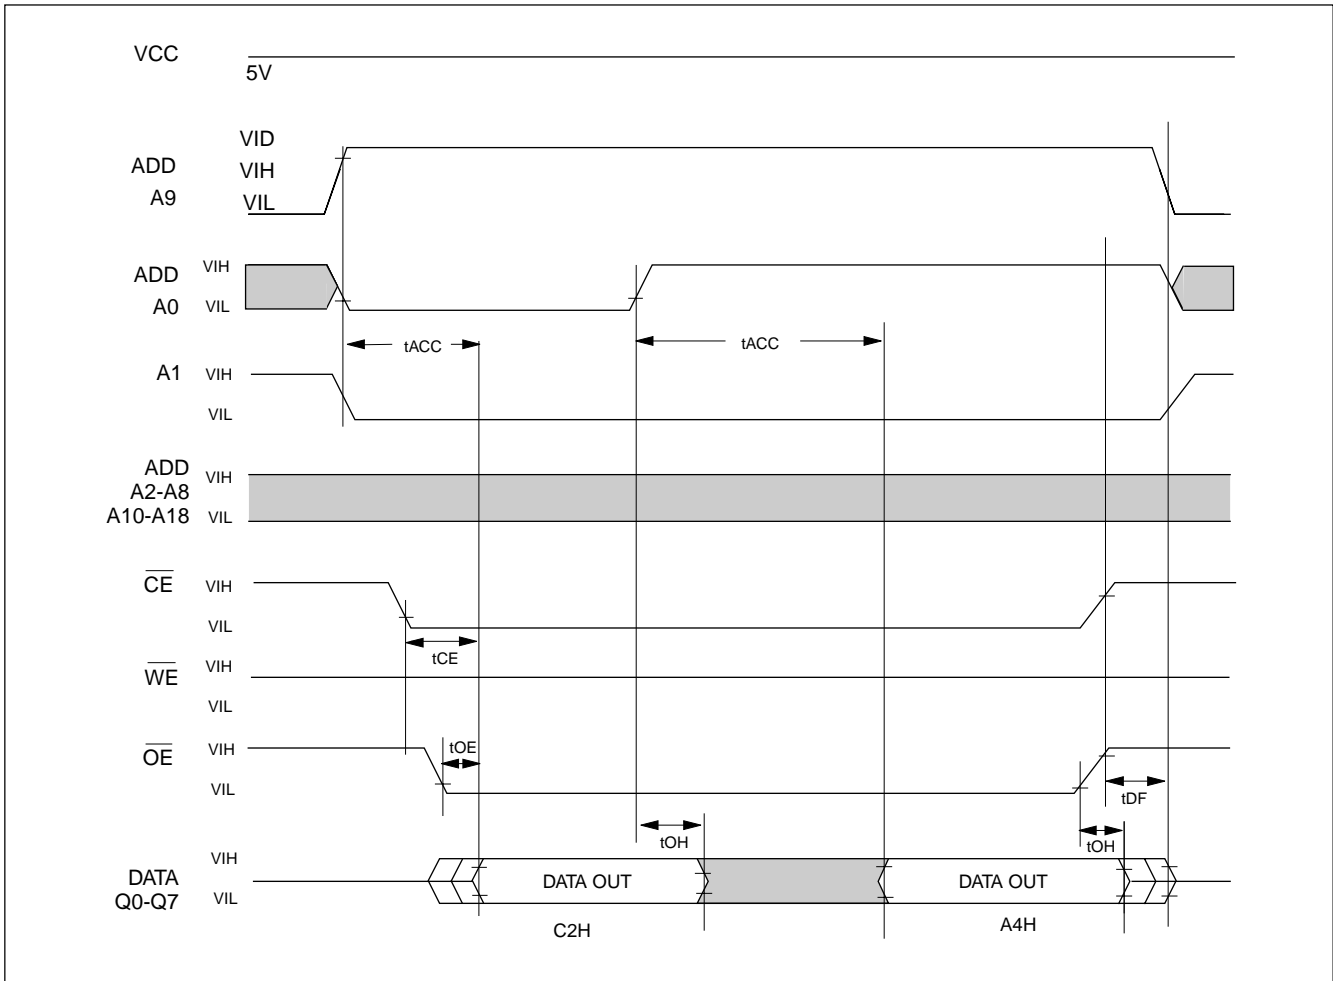 VCC
5V
VID
ADD
VIH
A9
VIL
ADD
VIH
A0
VIL
tACC
tACC
A1
VIH
VIL
ADD
VIH
A2-A8
A10-A18
VIL
CE
VIH
VIL
tCE
WE
VIH
VIL
OE
VIH
tOE
VIL
tDF
tOH
tOH
VIH
DATA
DATA OUT
DATA OUT
Q0-Q7
VIL
C2H
A4H